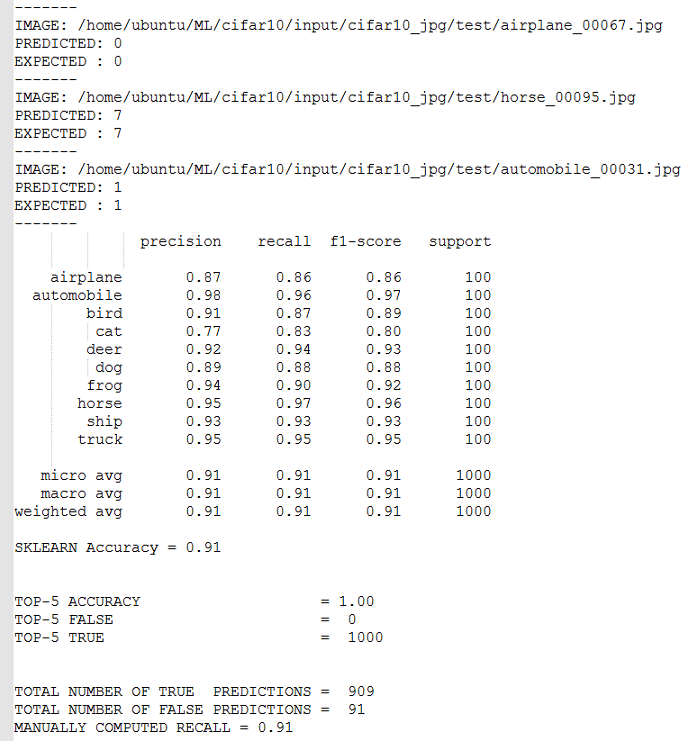 -------
IMAGE: /home/ubuntu/ML/cifar10/input/cifar10_jpg/test/airplane_00067.jpg
PREDICTED: 0
EXPECTED : 0
-------
IMAGE: /home/ubuntu/ML/cifar10/input/cifar10_jpg/test/horse_00095.jpg
PREDICTED: 7
EXPECTED : 7
-------
IMAGE: /home/ubuntu/ML/cifar10/input/cifar10_jpg/test/automobile_00031.jpg
PREDICTED: 1
EXPECTED : 1
-------
precision recall f1-score support
airplane 0.87 0.86 0.86 100
automobile 0.98 0.96 0.97 100
bird 0.91 0.87 0.89 100
cat 0.77 0.83 0.80 100
deer 0.92 0.94 0.93 100
dog 0.89 0.88 0.88 100
frog 0.94 0.90 0.92 100
horse 0.95 0.97 0.96 100
ship 0.93 0.93 0.93 100
truck 0.95 0.95 0.95 100
micro avg 0.91 0.91 0.91 1000
macro avg 0.91 0.91 0.91 1000
weighted avg 0.91 0.91 0.91 1000
SKLEARN Accuracy = 0.91
TOP-5 ACCURACY = 1.00
TOP-5 FALSE = 0
TOP-5 TRUE = 1000
TOTAL NUMBER OF TRUE PREDICTIONS = 909
TOTAL NUMBER OF FALSE PREDICTIONS = 91
MANUALLY COMPUTED RECALL = 0.91